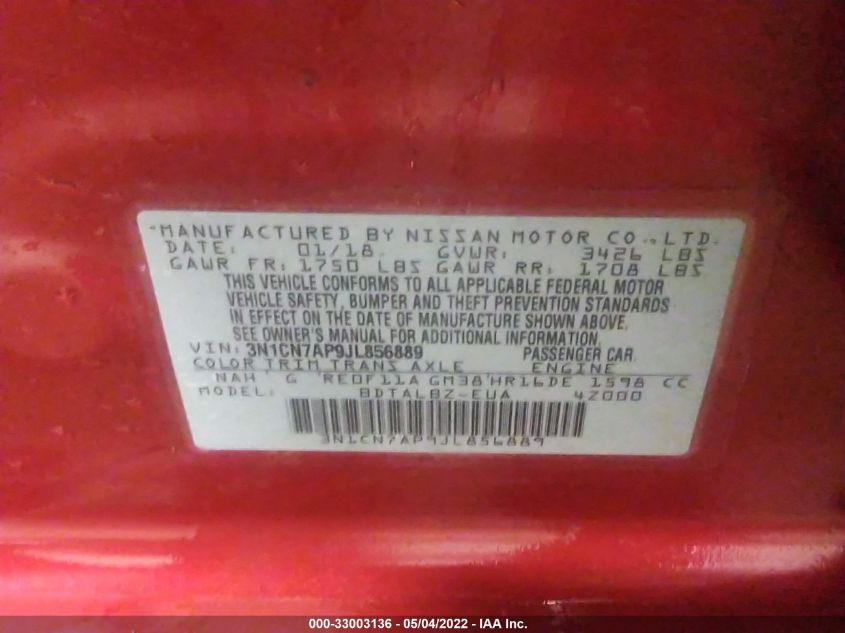 MANUFACTURED BY NISSAN MOTOR CO., LTD.
DATE: 01/18 GVWR: 3426 LBS
GAWR FR: 1750 LBS GAWR RR: 1708 LBS
THIS VEHICLE CONFORMS TO ALL APPLICABLE FEDERAL MOTOR
VEHICLE SAFETY, BUMPER AND THEFT PREVENTION STANDARDS
IN EFFECT ON THE DATE OF MANUFACTURE SHOWN ABOVE.
SEE OWNER'S MANUAL FOR ADDITIONAL INFORMATION.
VIN: 3N1CN7AP9JL856889 PASSENGER CAR
COLOR TRIM TRANS AXLE ENGINE
NAH G RE0F11A GM38 HR16DE 1598 CC
MODEL: BDTALBZ-EUA 4Z000
3N1CN7AP9JL856889
000-33003136 - 05/04/2022 - IAA Inc.